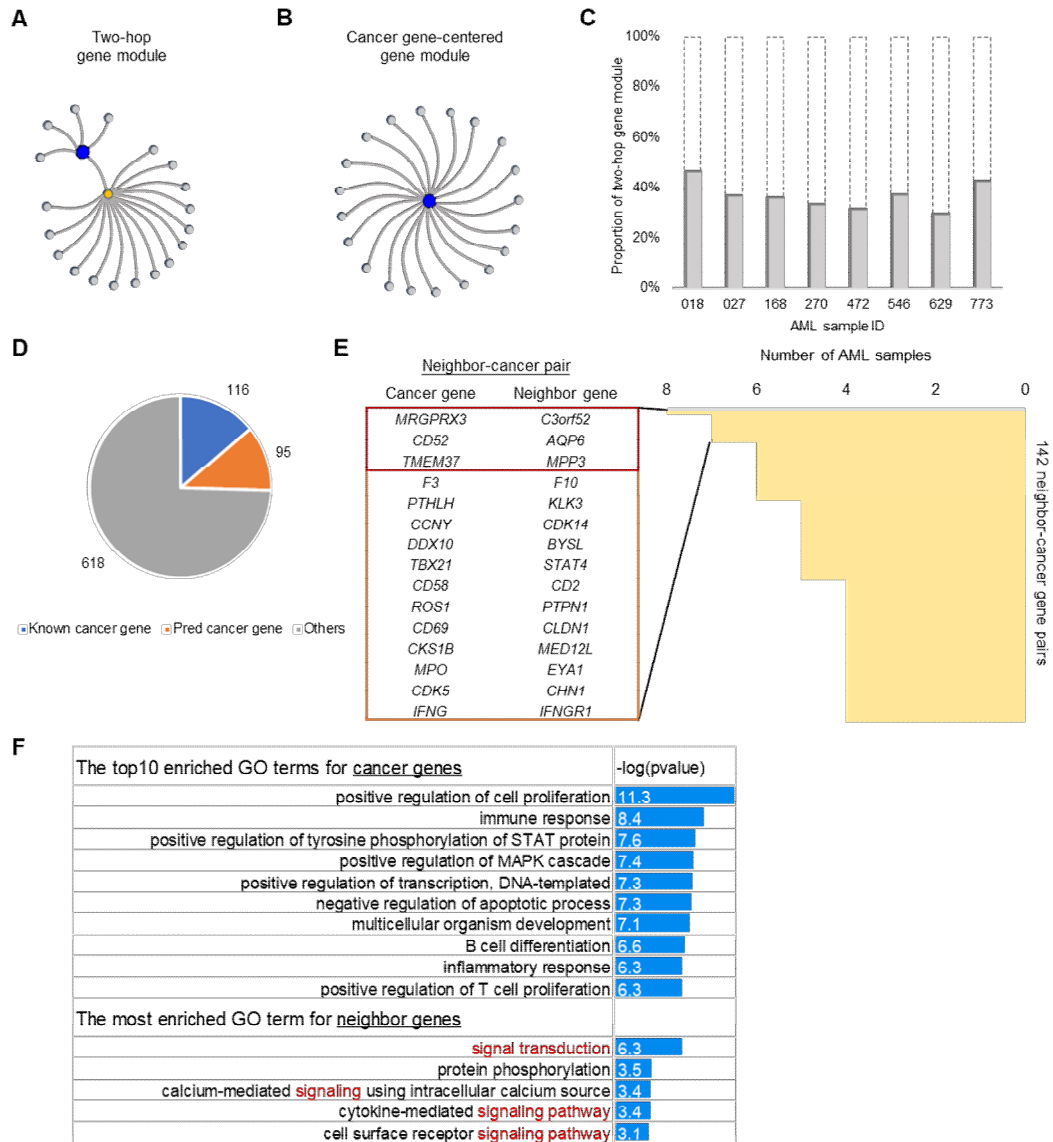 A
Two-hop
gene module
B
Cancer gene-centered
gene module
C
Proportion of two-hop gene module
100%
80%
60%
40%
20%
0%
018 027 168 270 472 546 629 773
AML sample ID
D
116
95
618
Known cancer gene Pred cancer gene Others
E
Neighbor-cancer pair
Cancer gene Neighbor gene
MRGPRX3 C3orf52
CD52 AQP6
TMEM37 MPP3
F3 F10
PTHLH KLK3
CCNY CDK14
DDX10 BYSL
TBX21 STAT4
CD58 CD2
ROS1 PTPN1
CD69 CLDN1
CKS1B MED12L
MPO EYA1
CDK5 CHN1
IFNG IFNGR1
Number of AML samples
8 6 4 2 0
142 neighbor-cancer gene pairs
F
The top10 enriched GO terms for cancer genes -log(pvalue)
positive regulation of cell proliferation 11.3
immune response 8.4
positive regulation of tyrosine phosphorylation of STAT protein 7.6
positive regulation of MAPK cascade 7.4
positive regulation of transcription, DNA-templated 7.3
negative regulation of apoptotic process 7.3
multicellular organism development 7.1
B cell differentiation 6.6
inflammatory response 6.3
positive regulation of T cell proliferation 6.3
The most enriched GO term for neighbor genes
signal transduction 6.3
protein phosphorylation 3.5
calcium-mediated signaling using intracellular calcium source 3.4
cytokine-mediated signaling pathway 3.4
cell surface receptor signaling pathway 3.1